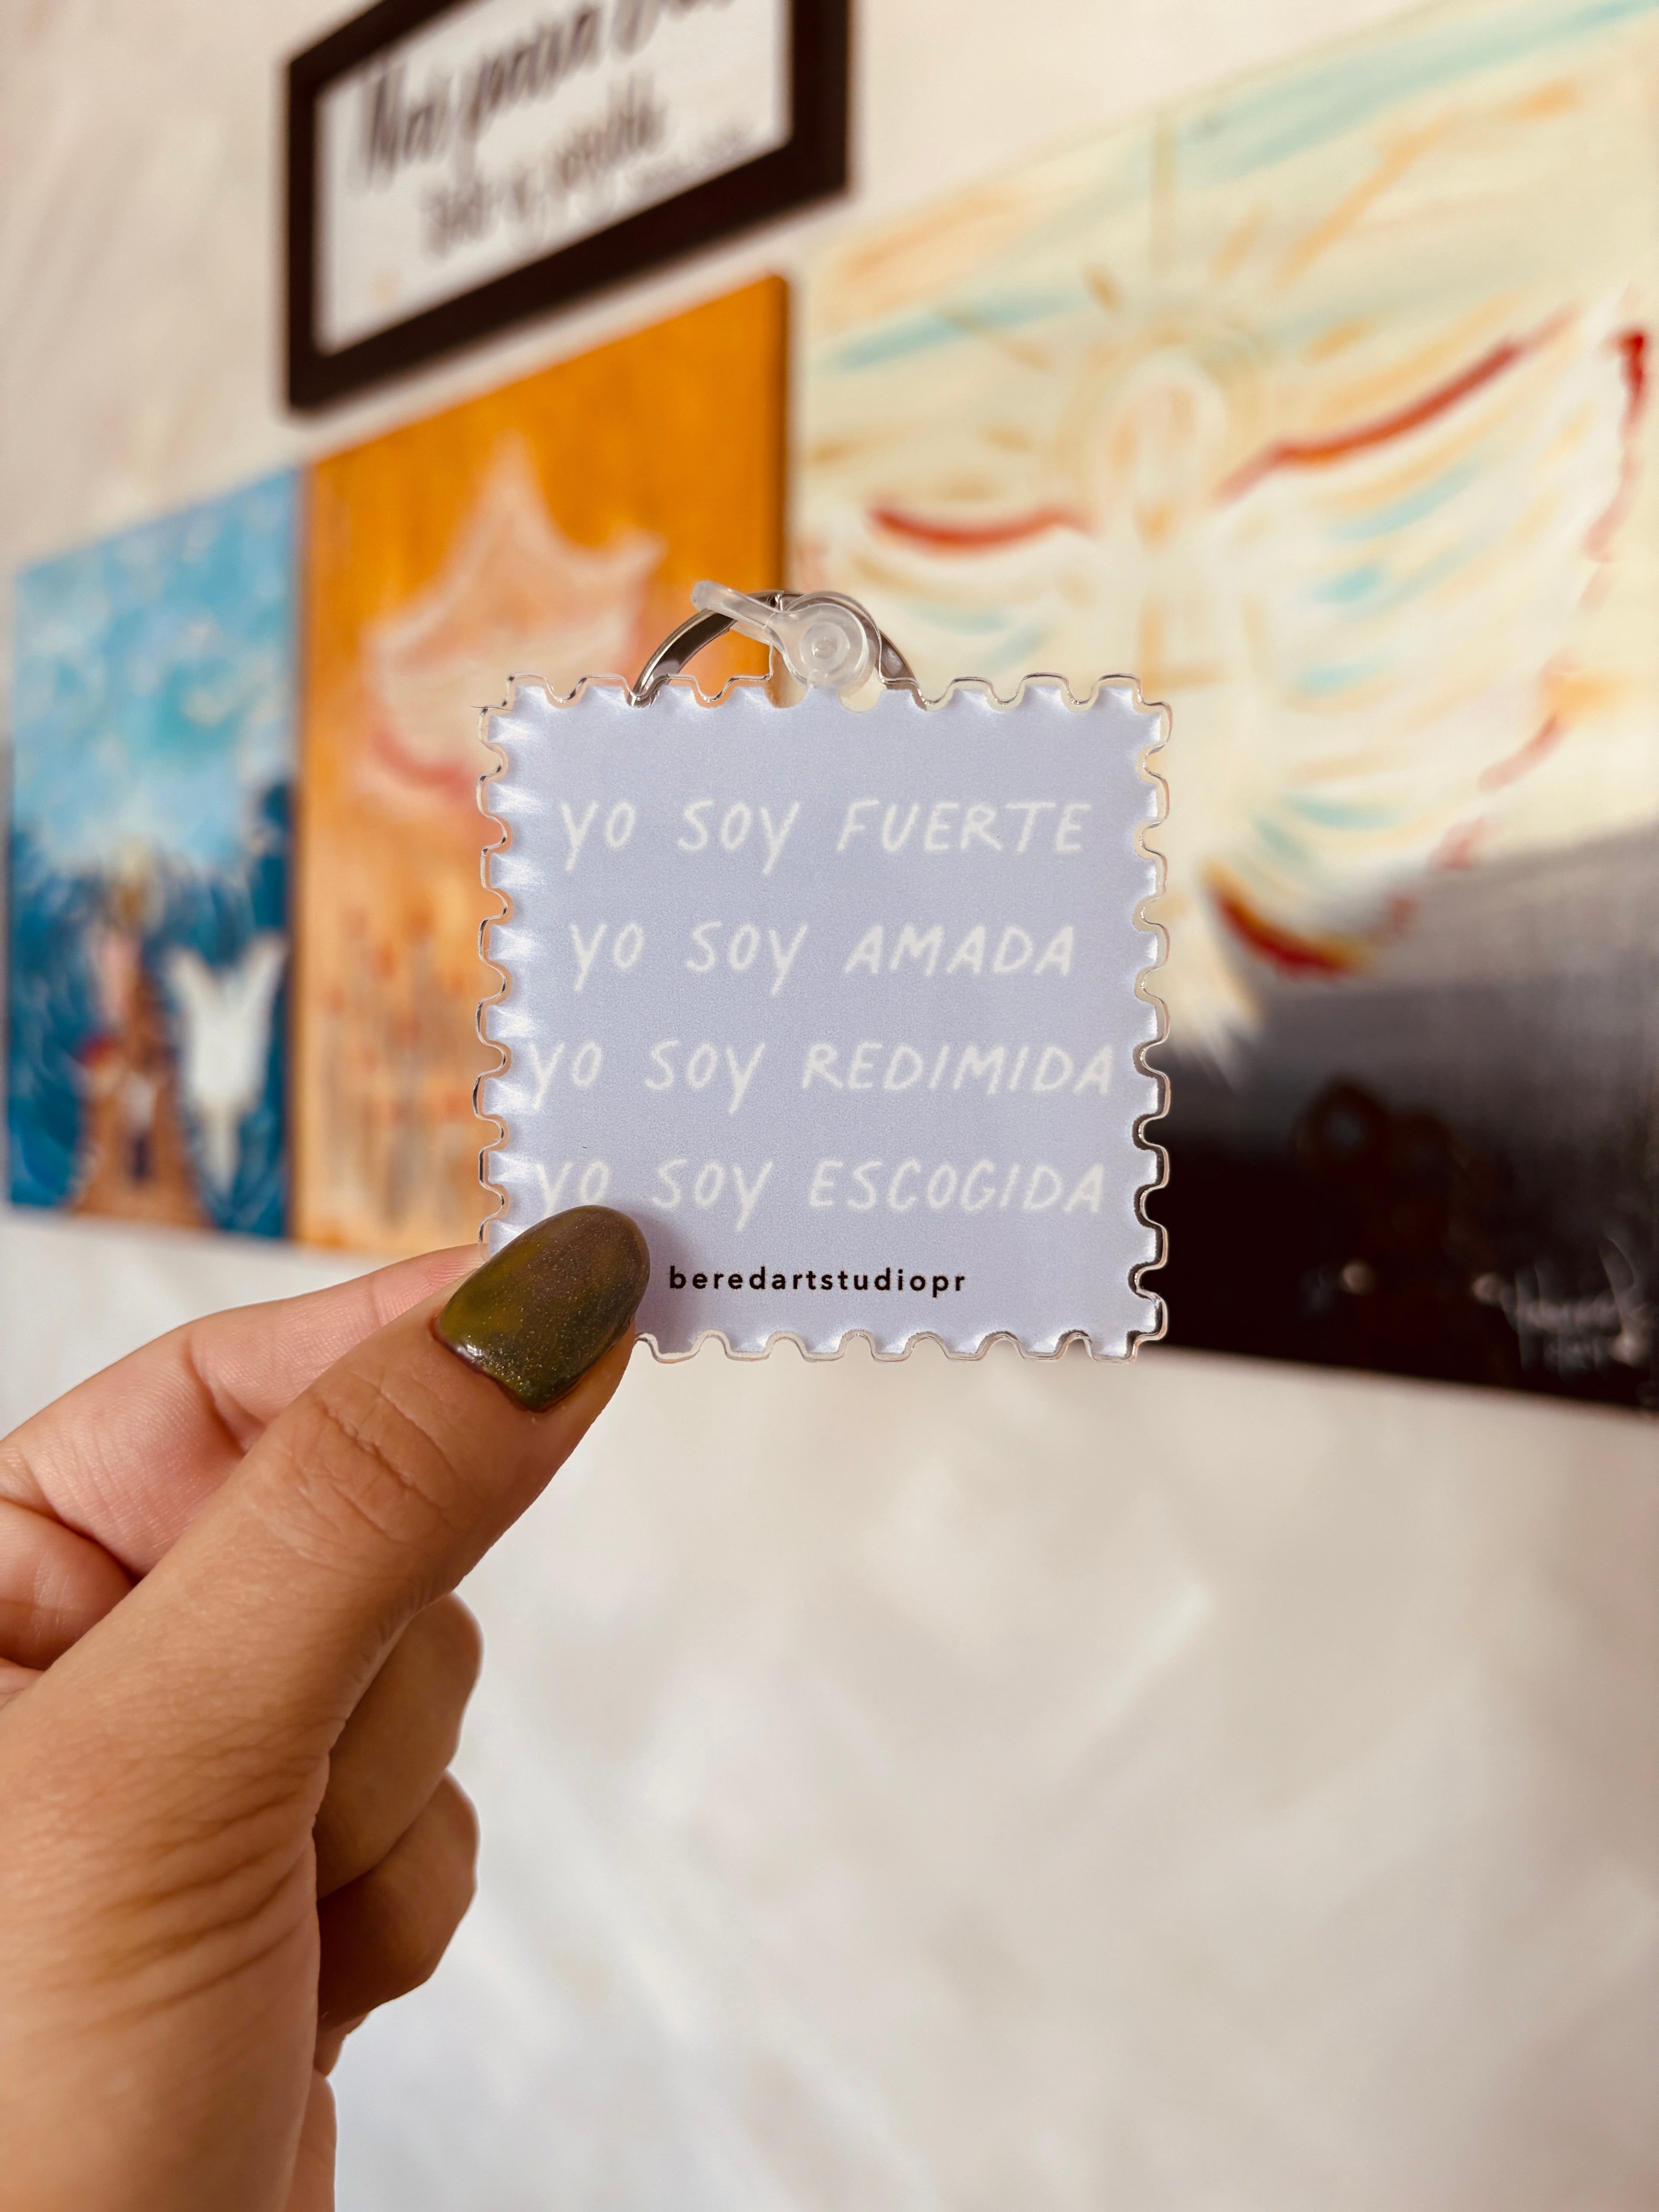 YO SOY FUERTE
YO SOY AMADA
YO SOY REDIMIDA
YO SOY ESCOGIDA
beredartstudiopr